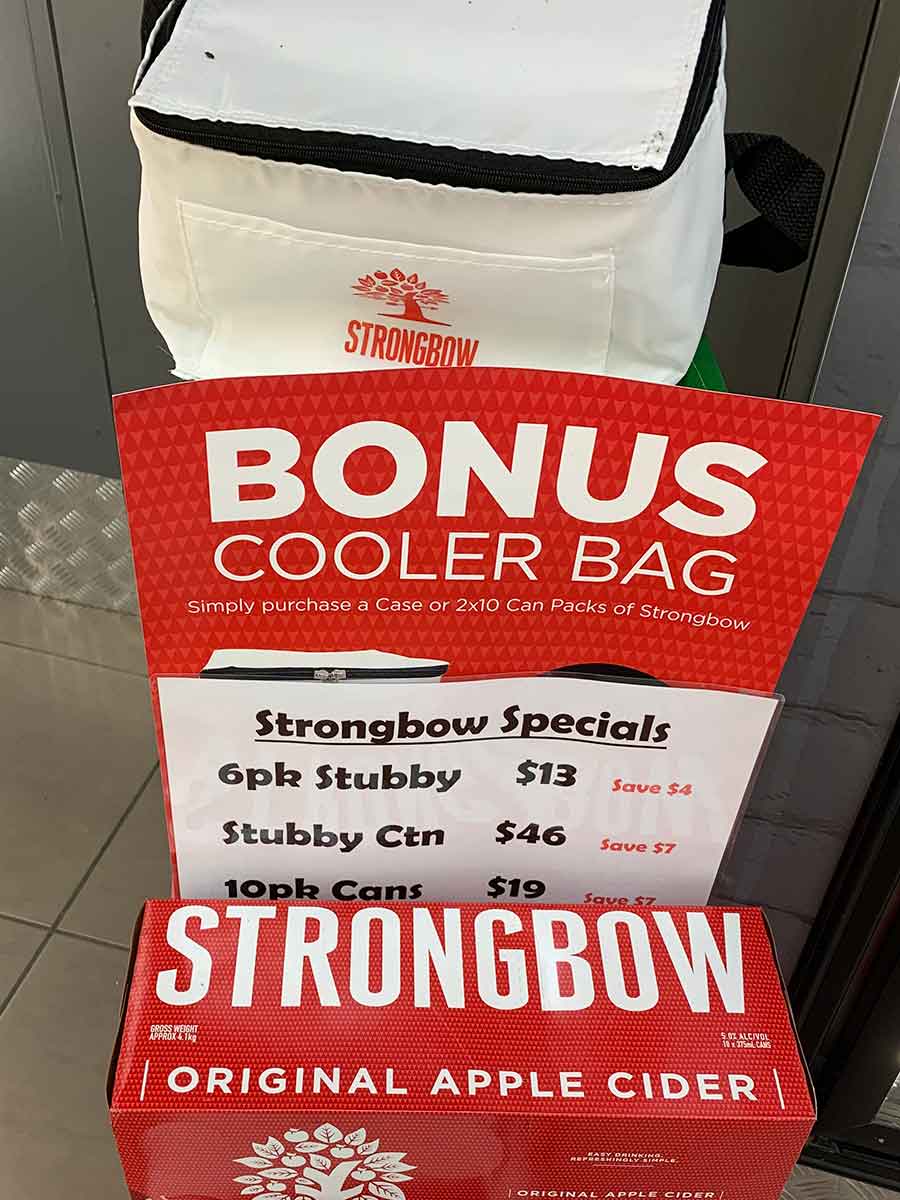 STRONGBOW
BONUS
COOLER BAG
Simply purchase a Case or 2x10 Can Packs of Strongbow
Strongbow Specials
6pk Stubby $13 Save $4
Stubby Ctn $46 Save $7
10pk Cans $19 Save $7
STRONGBOW
GROSS WEIGHT
APPROX 4.1kg
5.0% ALC/VOL
10 x 375mL CANS
ORIGINAL APPLE CIDER
EASY DRINKING.
REFRESHINGLY SIMPLE.
ORIGINAL APPLE CIDER